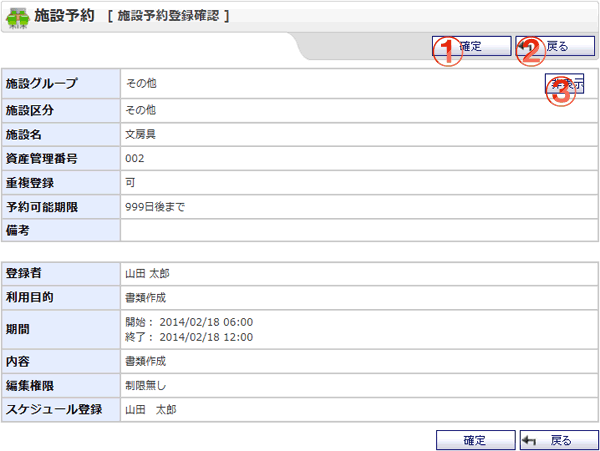 施設予約 [ 施設予約登録確認 ]
① 確定 ② 戻る
施設グループ その他 ③ 非表示
施設区分 その他
施設名 文房具
資産管理番号 002
重複登録 可
予約可能期限 999日後まで
備考
登録者 山田 太郎
利用目的 書類作成
期間 開始： 2014/02/18 06:00
終了： 2014/02/18 12:00
内容 書類作成
編集権限 制限無し
スケジュール登録 山田　太郎
確定 戻る